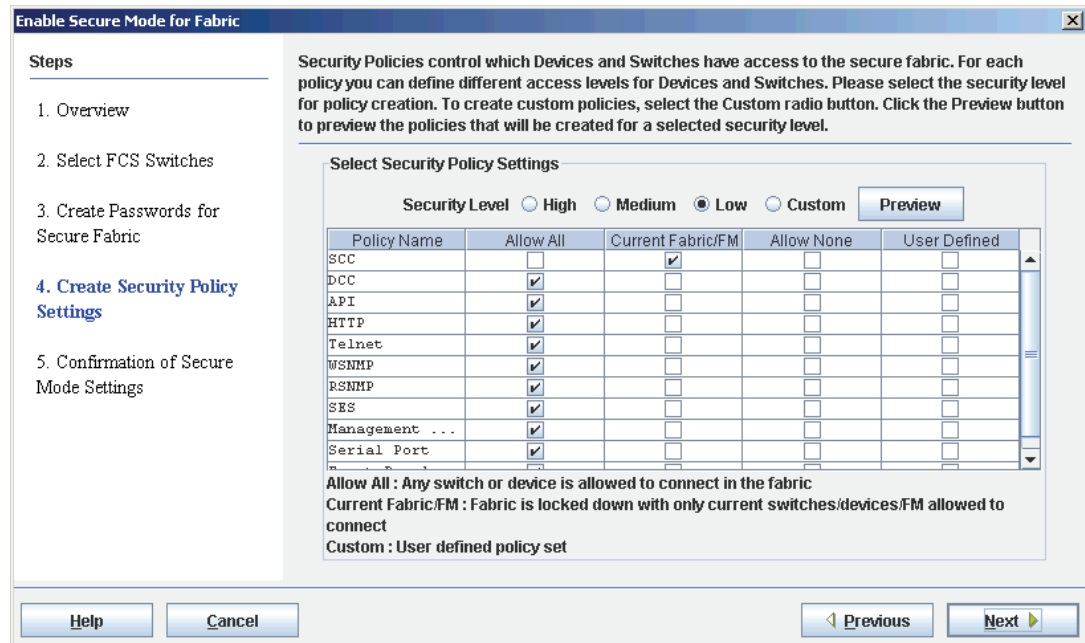 Enable Secure Mode for Fabric
Steps
1. Overview
2. Select FCS Switches
3. Create Passwords for
Secure Fabric
4. Create Security Policy
Settings
5. Confirmation of Secure
Mode Settings
Security Policies control which Devices and Switches have access to the secure fabric. For each
policy you can define different access levels for Devices and Switches. Please select the security level
for policy creation. To create custom policies, select the Custom radio button. Click the Preview button
to preview the policies that will be created for a selected security level.
Select Security Policy Settings
Security Level High Medium Low Custom Preview
Policy Name Allow All Current Fabric/FM Allow None User Defined
SCC
DCC
API
HTTP
Telnet
WSNMP
RSNMP
SES
Management ...
Serial Port
Allow All : Any switch or device is allowed to connect in the fabric
Current Fabric/FM : Fabric is locked down with only current switches/devices/FM allowed to
connect
Custom : User defined policy set
Help Cancel Previous Next